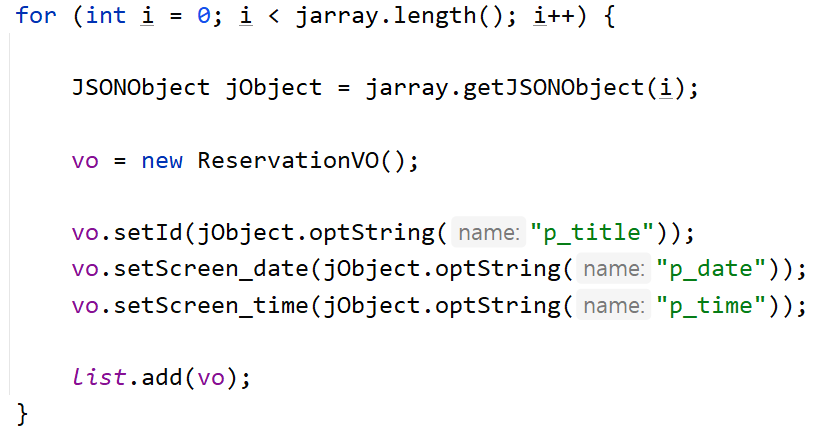 for (int i = 0; i < jarray.length(); i++) {
JSONObject jObject = jarray.getJSONObject(i);
vo = new ReservationVO();
vo.setId(jObject.optString( name: "p_title"));
vo.setScreen_date(jObject.optString( name: "p_date"));
vo.setScreen_time(jObject.optString( name: "p_time"));
list.add(vo);
}